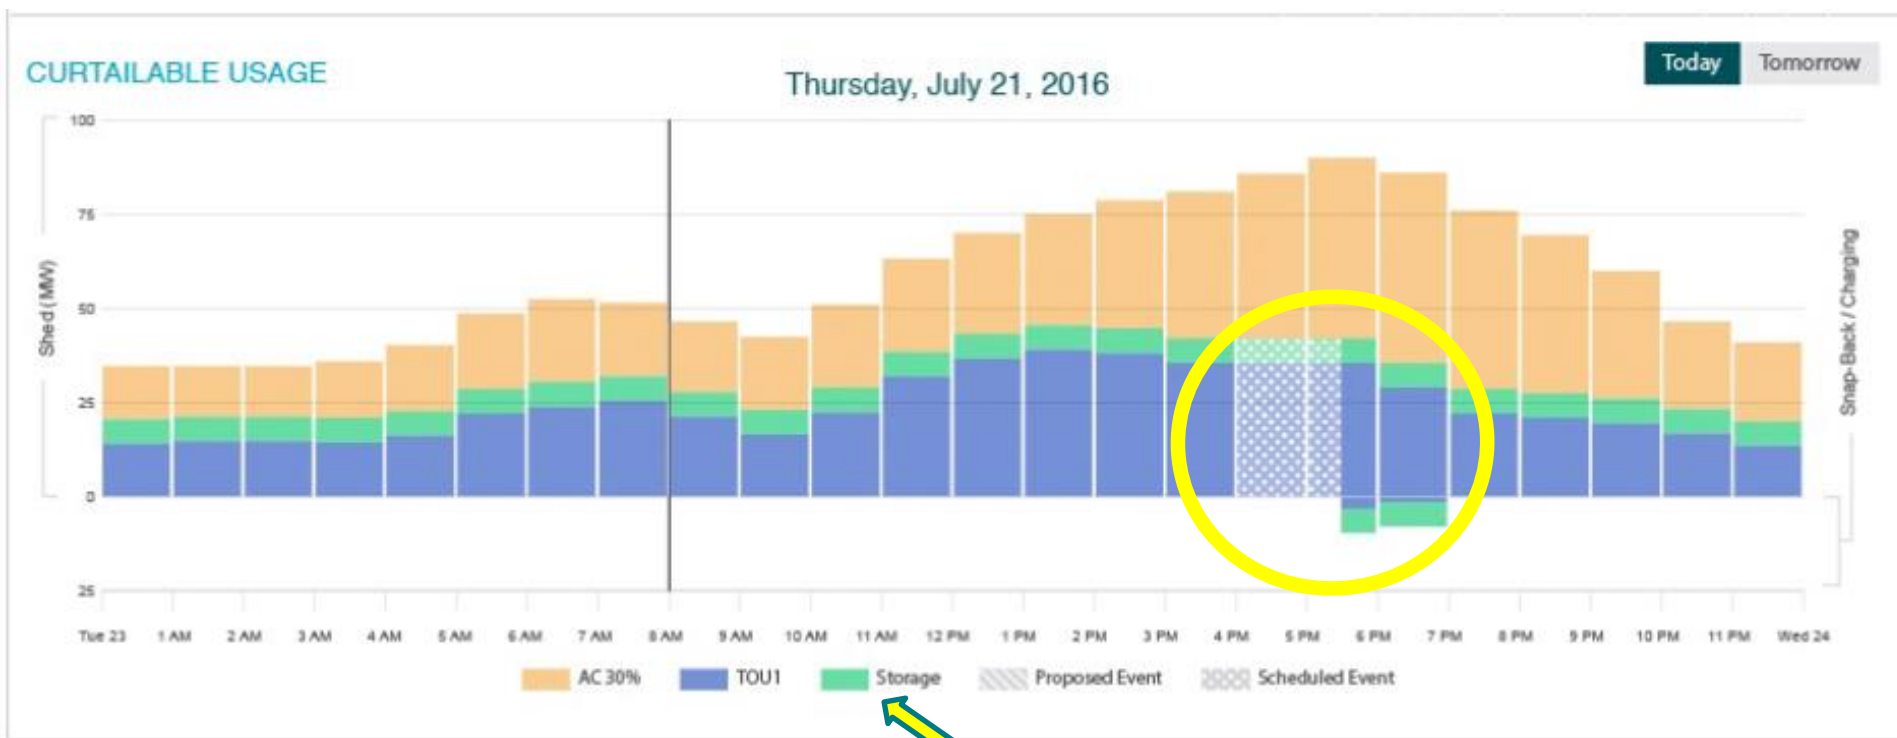 CURTAILABLE USAGE
Thursday, July 21, 2016
Today Tomorrow
Shed (MW)
100
75
50
25
0
25
Snap-Back / Charging
Tue 23 1 AM 2 AM 3 AM 4 AM 5 AM 6 AM 7 AM 8 AM 9 AM 10 AM 11 AM 12 PM 1 PM 2 PM 3 PM 4 PM 5 PM 6 PM 7 PM 8 PM 9 PM 10 PM 11 PM Wed 24
AC 30% TOU1 Storage Proposed Event Scheduled Event